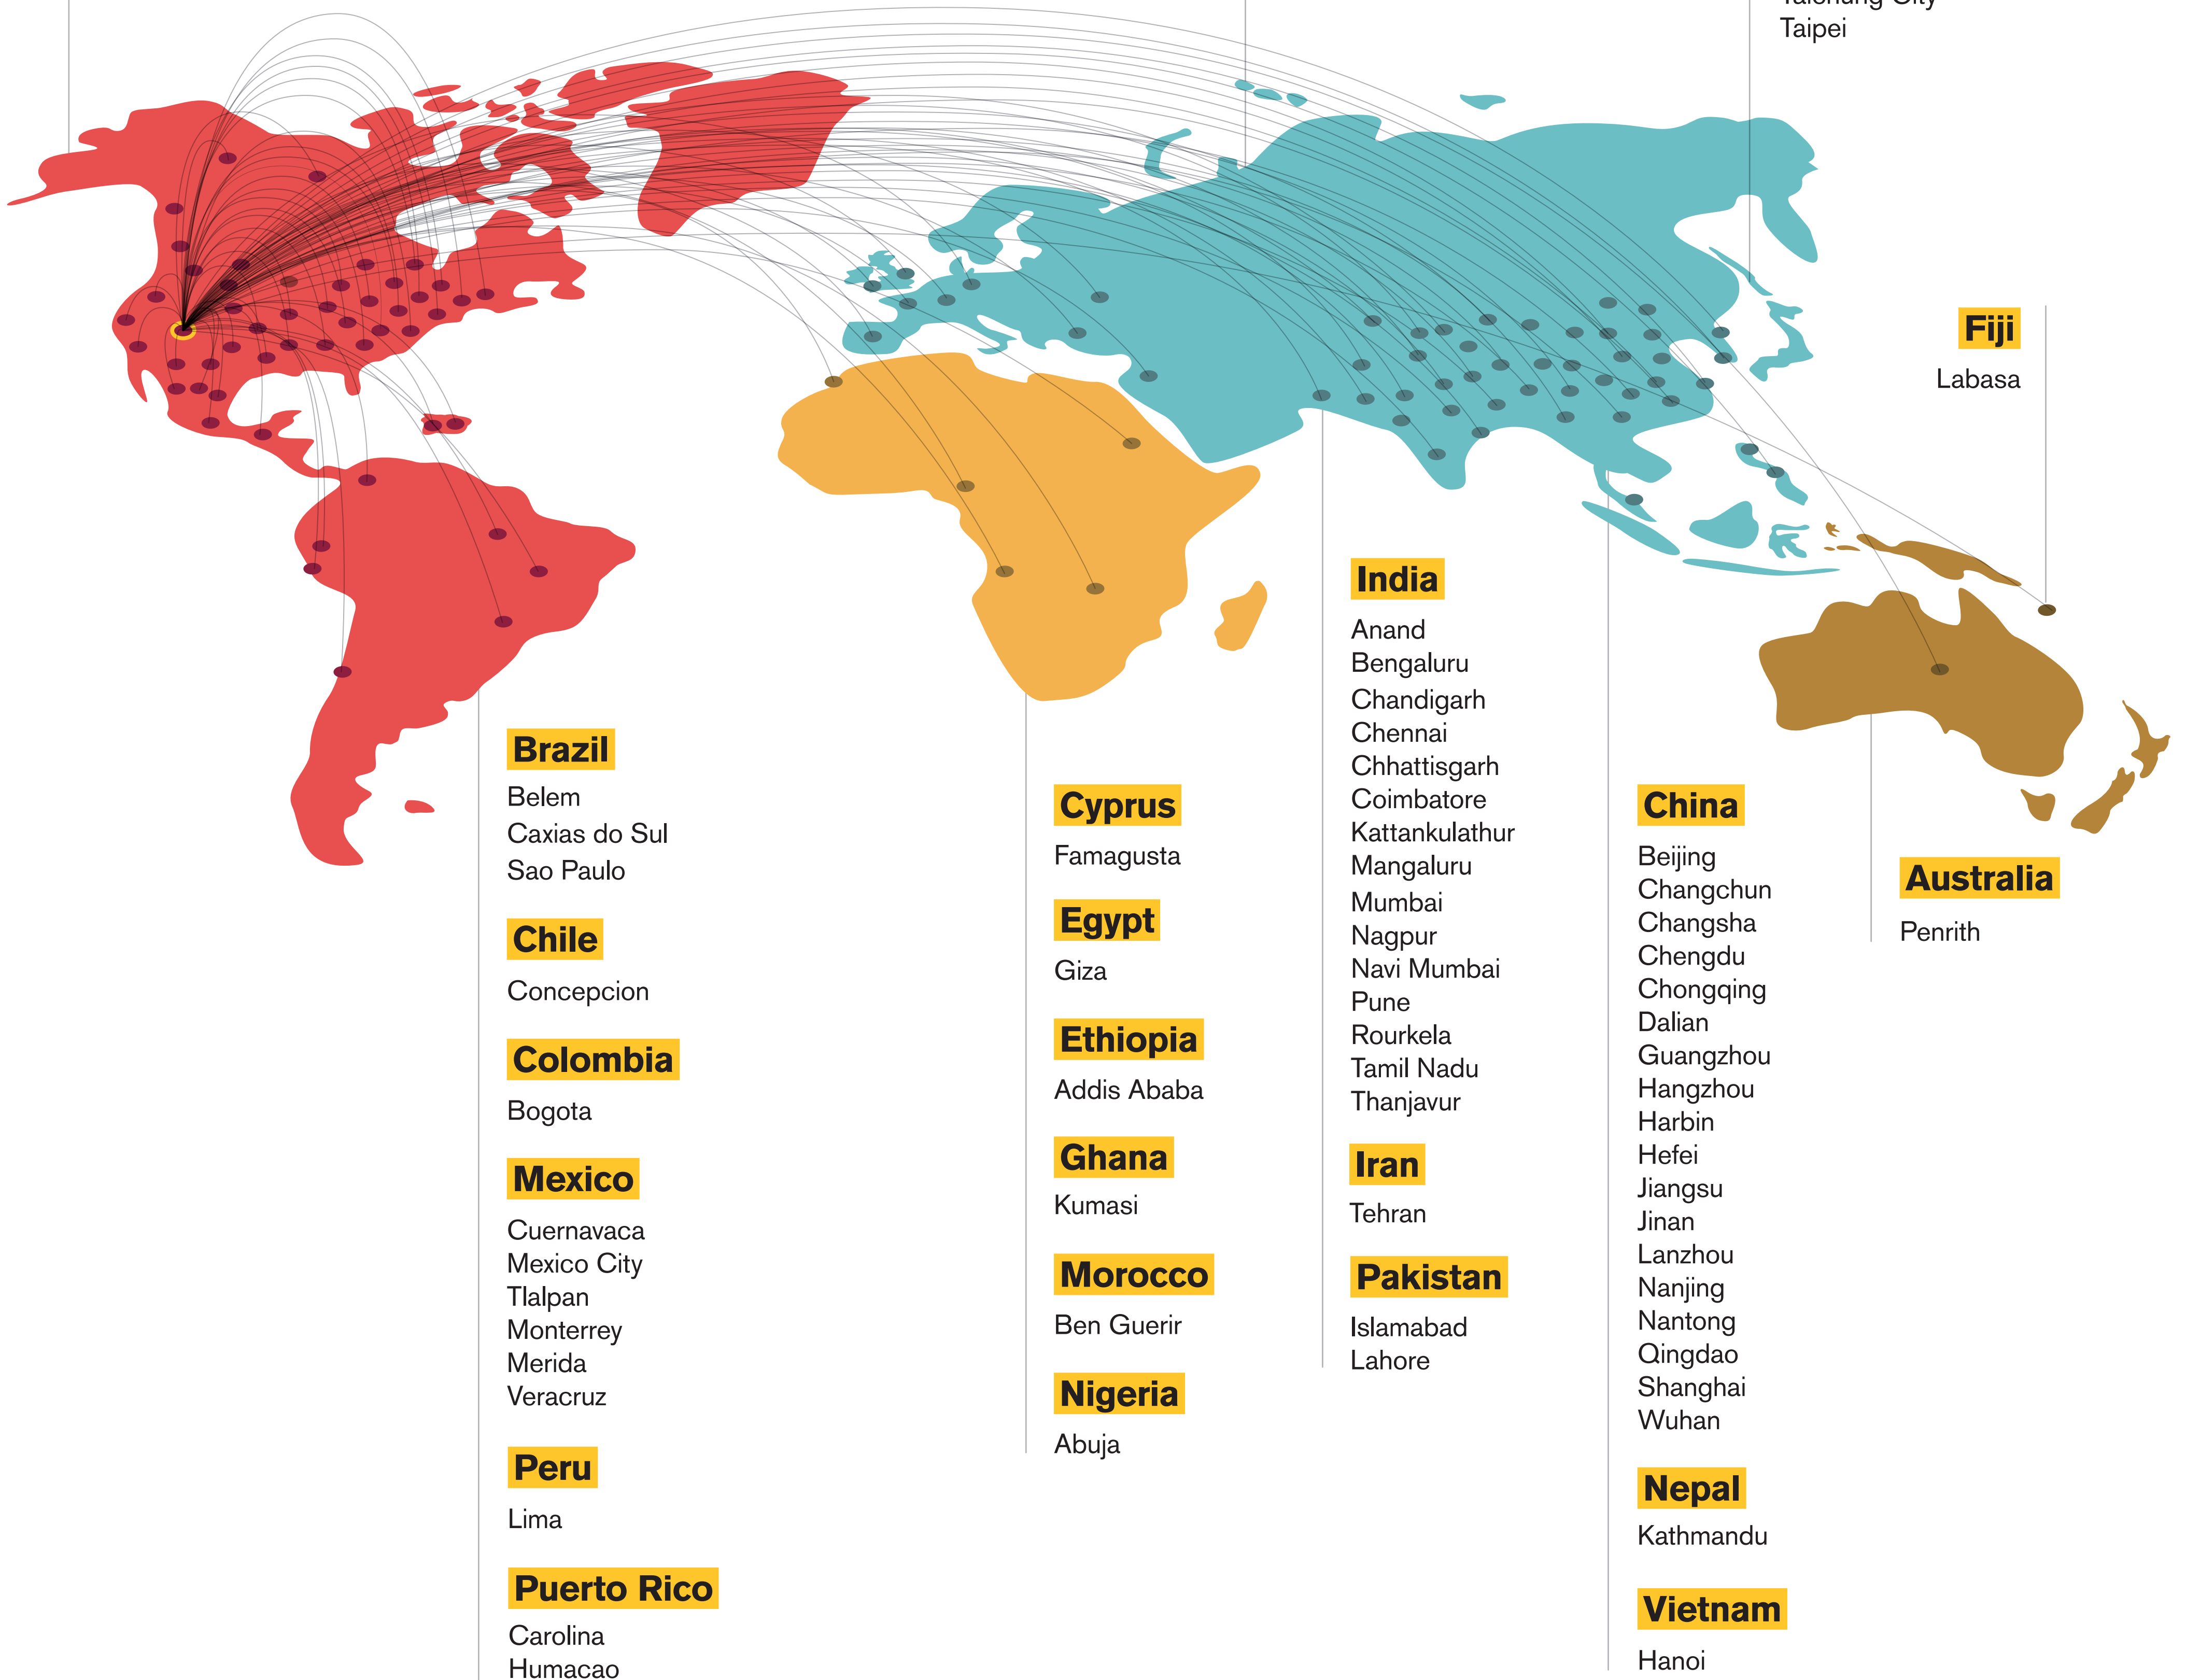 Taichung City
Taipei
Fiji
Labasa
Brazil
Belem
Caxias do Sul
Sao Paulo
Chile
Concepcion
Colombia
Bogota
Mexico
Cuernavaca
Mexico City
Tlalpan
Monterrey
Merida
Veracruz
Peru
Lima
Puerto Rico
Carolina
Humacao
Cyprus
Famagusta
Egypt
Giza
Ethiopia
Addis Ababa
Ghana
Kumasi
Morocco
Ben Guerir
Nigeria
Abuja
India
Anand
Bengaluru
Chandigarh
Chennai
Chhattisgarh
Coimbatore
Kattankulathur
Mangaluru
Mumbai
Nagpur
Navi Mumbai
Pune
Rourkela
Tamil Nadu
Thanjavur
Iran
Tehran
Pakistan
Islamabad
Lahore
China
Beijing
Changchun
Changsha
Chengdu
Chongqing
Dalian
Guangzhou
Hangzhou
Harbin
Hefei
Jiangsu
Jinan
Lanzhou
Nanjing
Nantong
Qingdao
Shanghai
Wuhan
Nepal
Kathmandu
Vietnam
Hanoi
Australia
Penrith